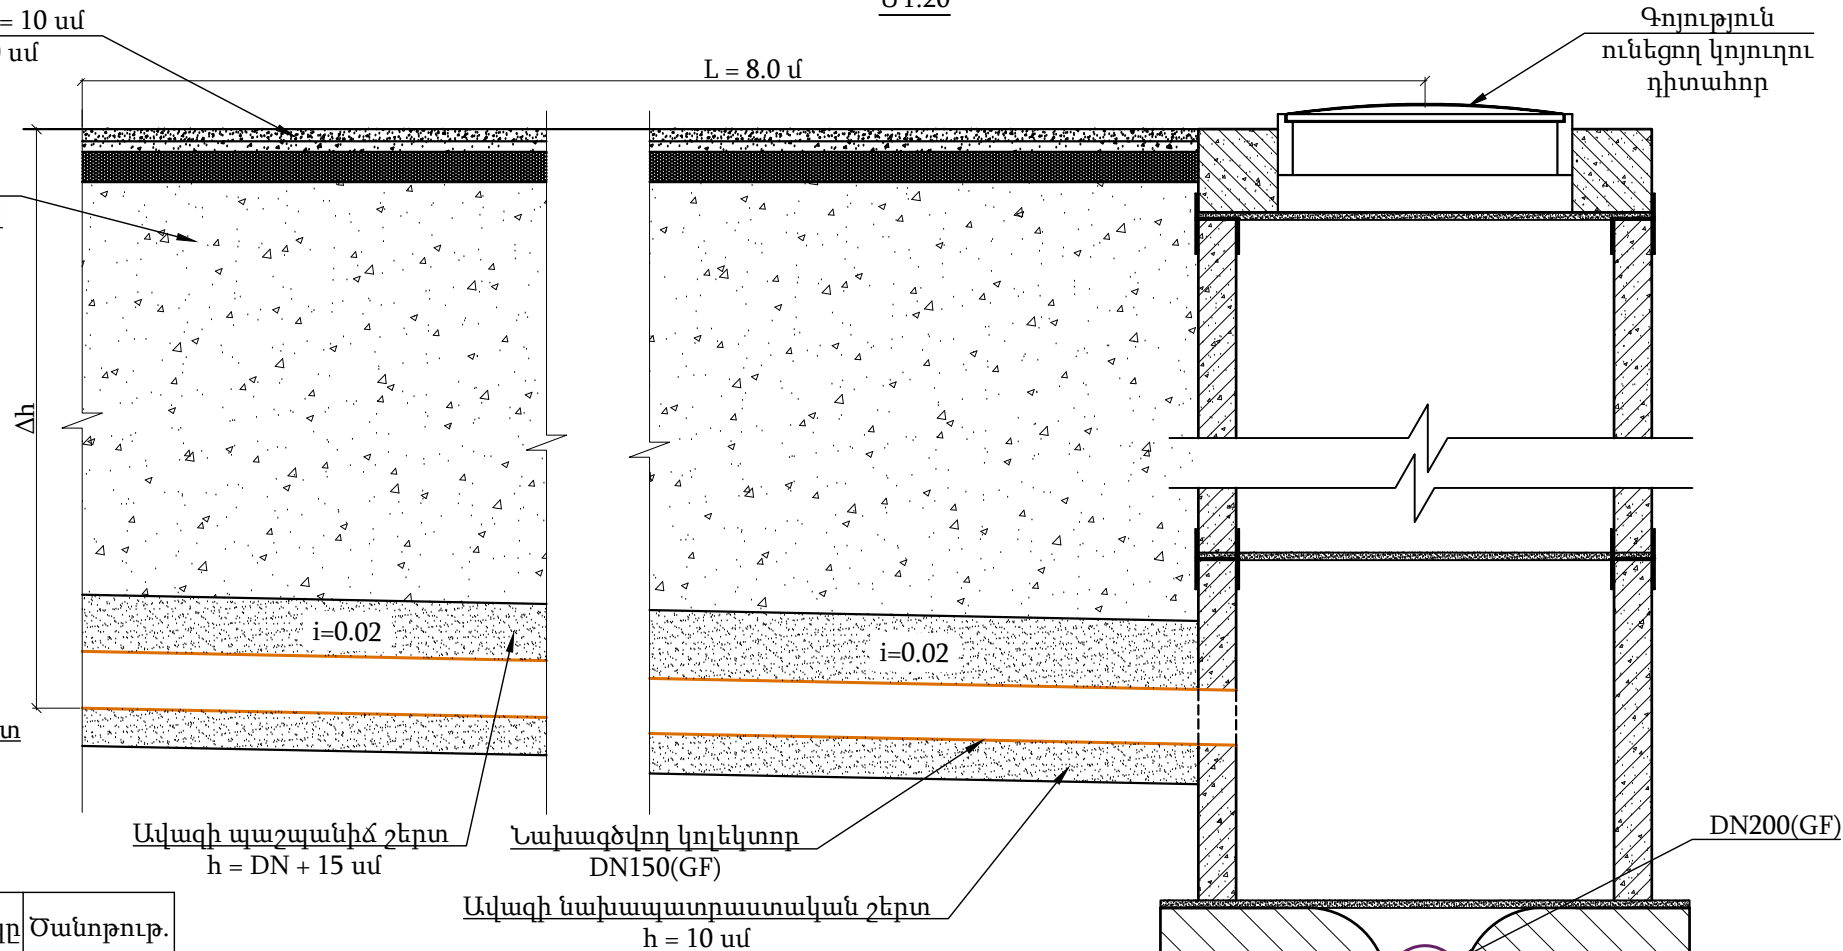 Մ 1:20
= 10 սմ
սմ
L = 8.0 մ
Գոյություն
ունեցող կոյուղու
դիտահոր
Δh
i=0.02
i=0.02
Ավազի պաշպանիճ շերտ
h = DN + 15 սմ
Նախագծվող կոլեկտոր
DN150(GF)
Ավազի նախապատրաստական շերտ
h = 10 սմ
DN200(GF)
Ծանոթութ.